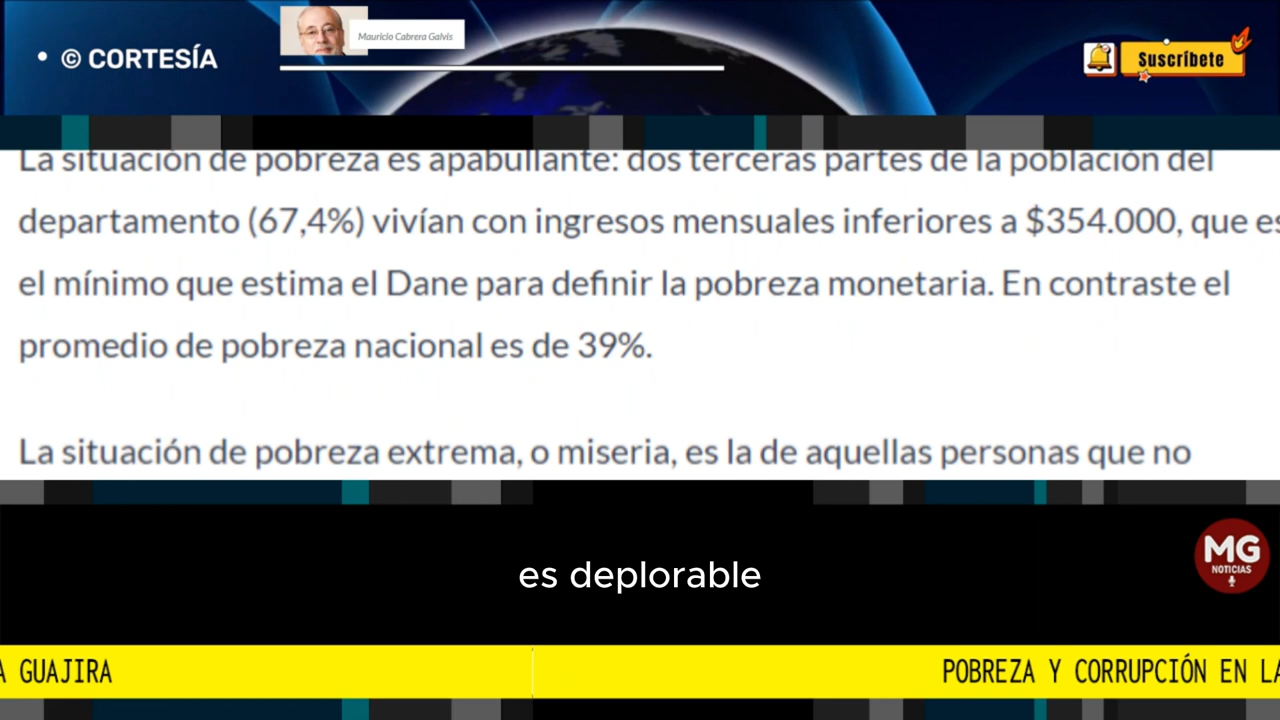 • © CORTESÍA
Mauricio Cabrera Galvis
Suscríbete
La situación de pobreza es apabullante: dos terceras partes de la población del
departamento (67,4%) vivían con ingresos mensuales inferiores a $354.000, que es
el mínimo que estima el Dane para definir la pobreza monetaria. En contraste el
promedio de pobreza nacional es de 39%.
La situación de pobreza extrema, o miseria, es la de aquellas personas que no
es deplorable
MG
NOTICIAS
A GUAJIRA
POBREZA Y CORRUPCIÓN EN LA